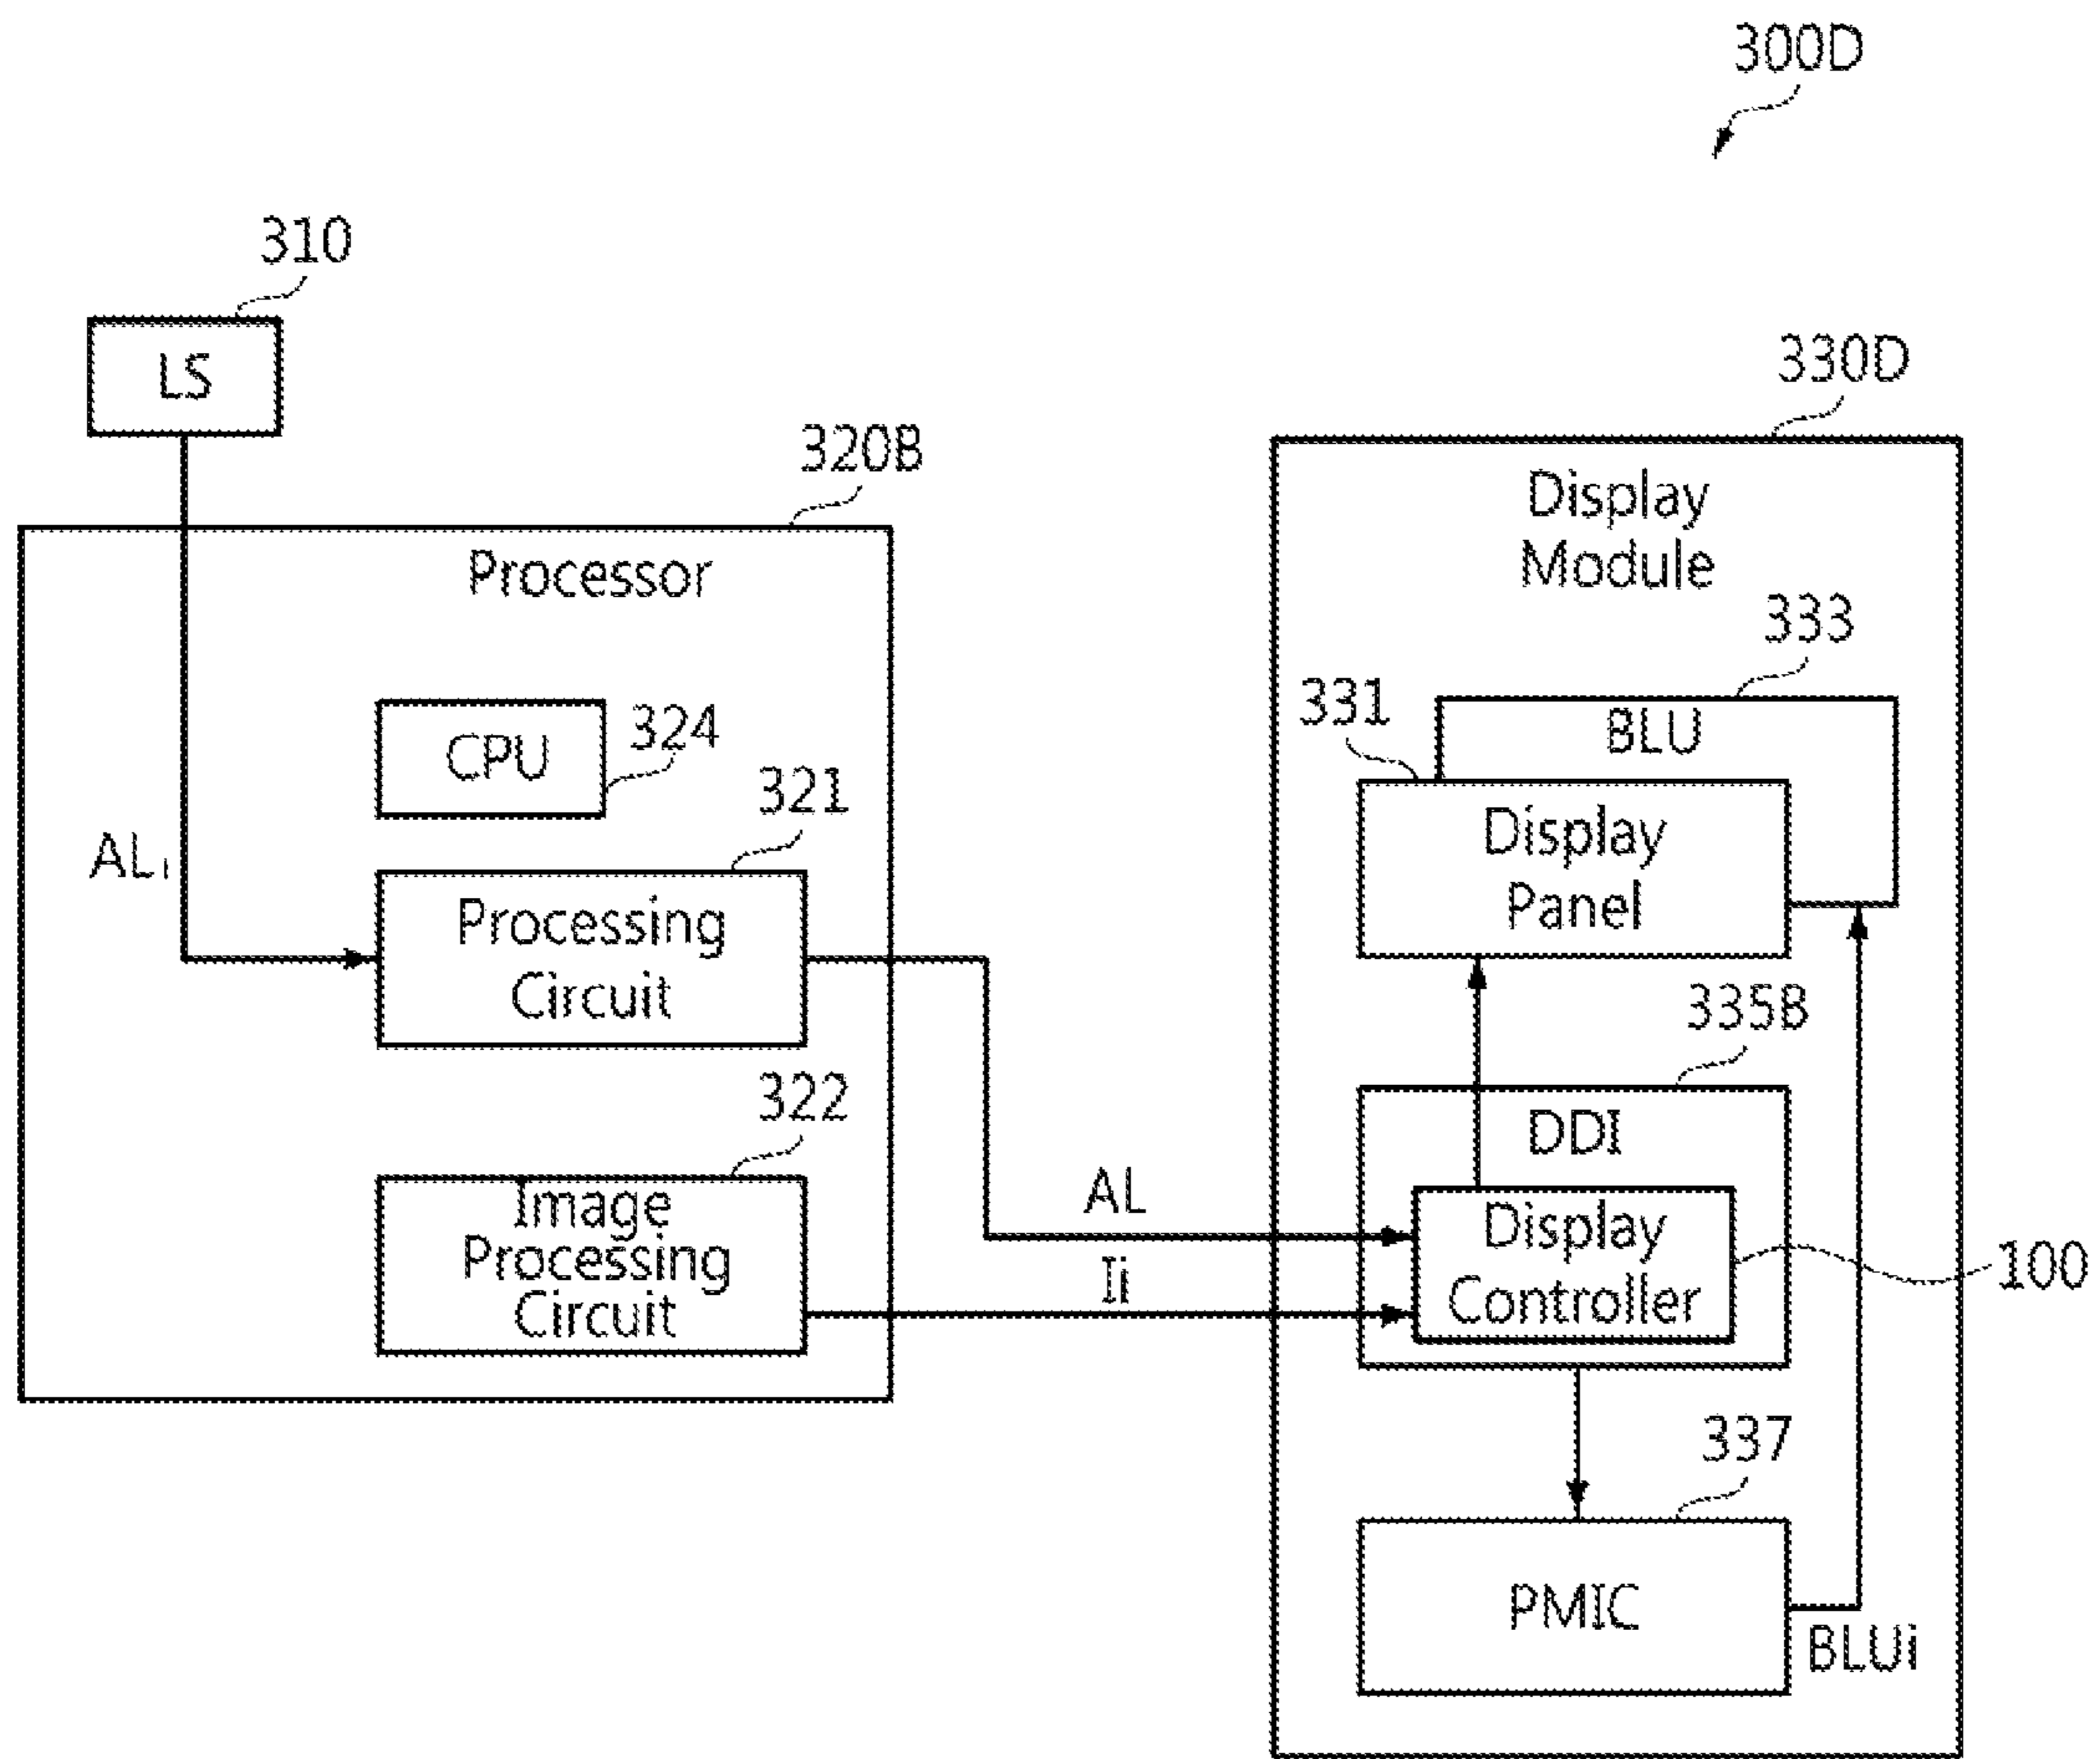 300D
310
LS
320B
Processor
CPU
324
321
ALi
Processing
Circuit
322
Image
Processing
Circuit
AL
Ii
330D
Display
Module
333
BLU
331
Display
Panel
335B
DDI
Display
Controller
100
337
PMIC
BLUi